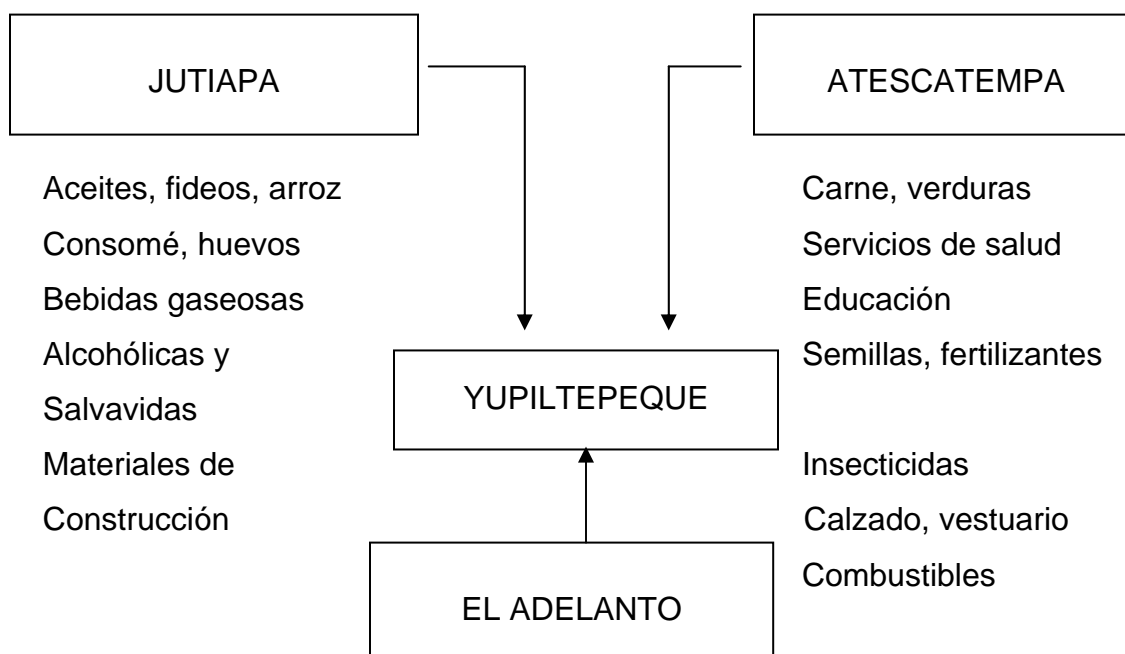 JUTIAPA
ATESCATEMPA
Aceites, fideos, arroz
Consomé, huevos
Bebidas gaseosas
Alcohólicas y
Salvavidas
Materiales de
Construcción
Carne, verduras
Servicios de salud
Educación
Semillas, fertilizantes
Insecticidas
Calzado, vestuario
Combustibles
YUPILTEPEQUE
EL ADELANTO